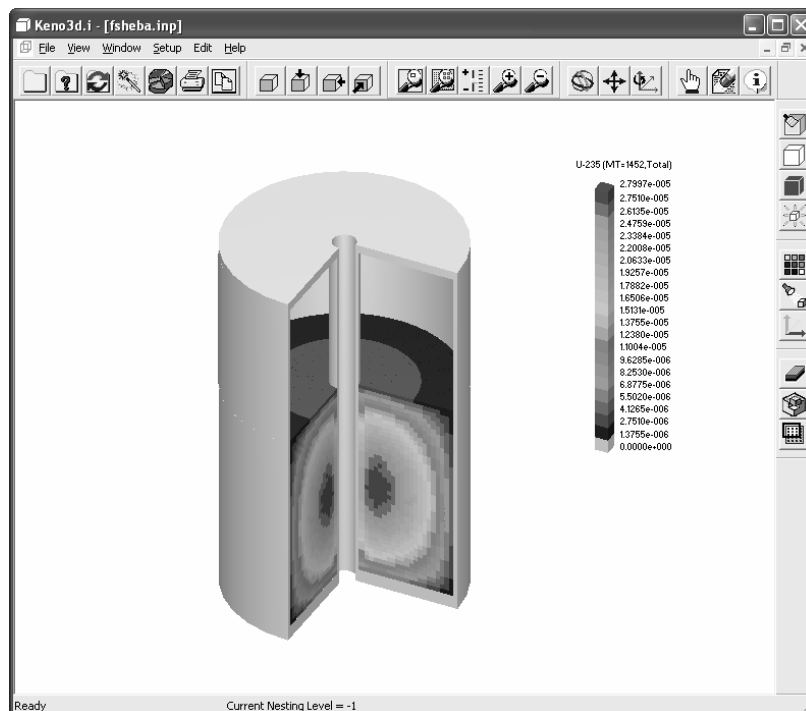 Keno3d.i - [fsheba.inp]
File View Window Setup Edit Help
U-235 (MT=1452,Total)
2.7997e-005
2.7510e-005
2.6135e-005
2.4759e-005
2.3384e-005
2.2008e-005
2.0633e-005
1.9257e-005
1.7882e-005
1.6506e-005
1.5131e-005
1.3755e-005
1.2380e-005
1.1004e-005
9.6285e-006
8.2530e-006
6.8775e-006
5.5020e-006
4.1265e-006
2.7510e-006
1.3755e-006
0.0000e+000
Ready Current Nesting Level = -1